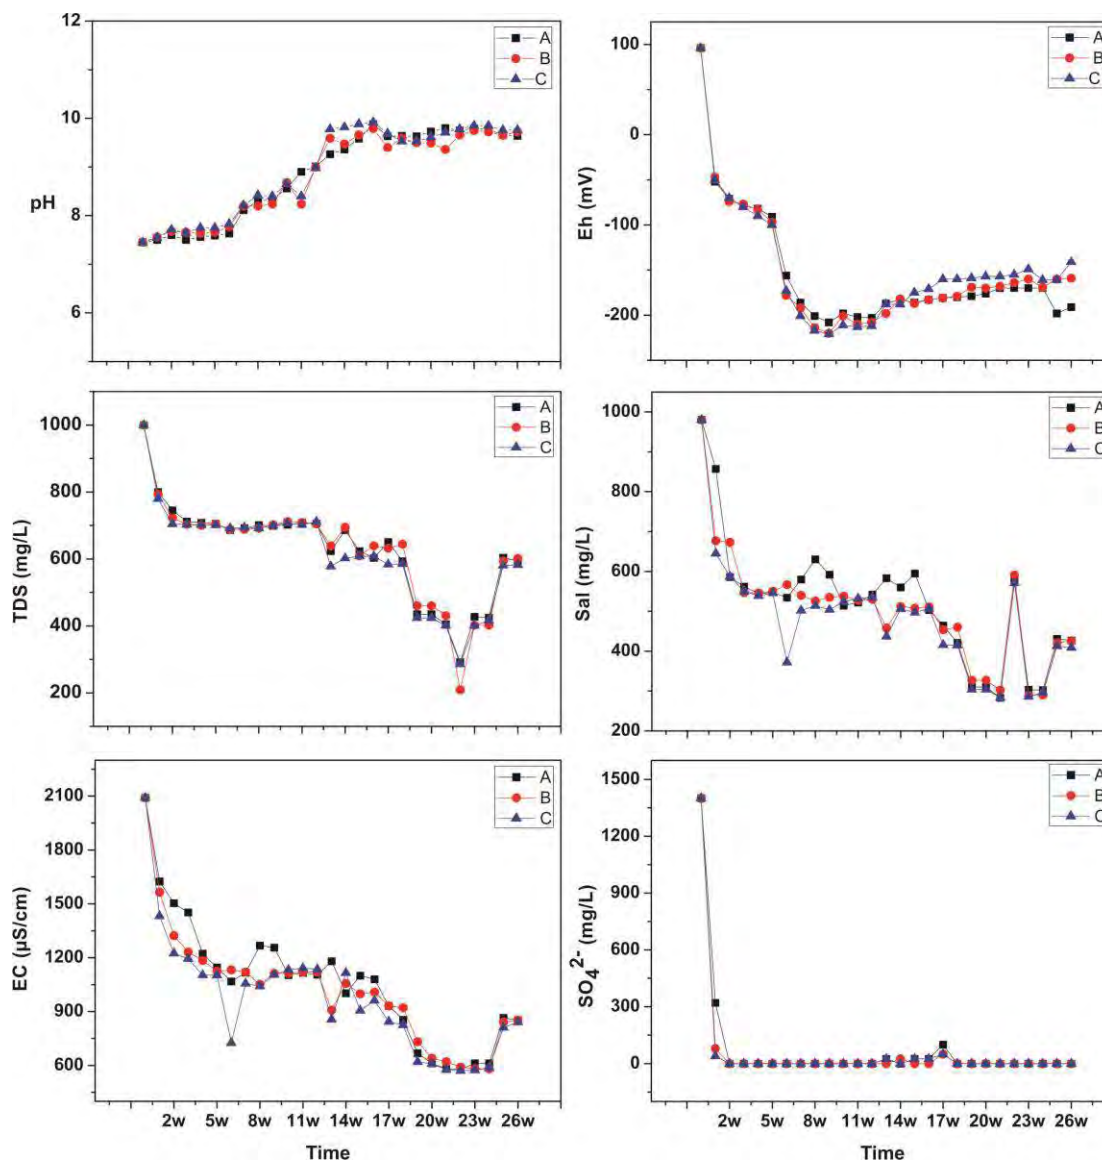 12
10
8
6
pH
A
B
C
100
0
-100
-200
Eh (mV)
A
B
C
1000
800
600
400
200
TDS (mg/L)
A
B
C
1000
800
600
400
200
Sal (mg/L)
A
B
C
2100
1800
1500
1200
900
600
EC (µS/cm)
A
B
C
2w 5w 8w 11w 14w 17w 20w 23w 26w
Time
1500
1200
900
600
300
0
SO₄²⁻ (mg/L)
A
B
C
2w 5w 8w 11w 14w 17w 20w 23w 26w
Time